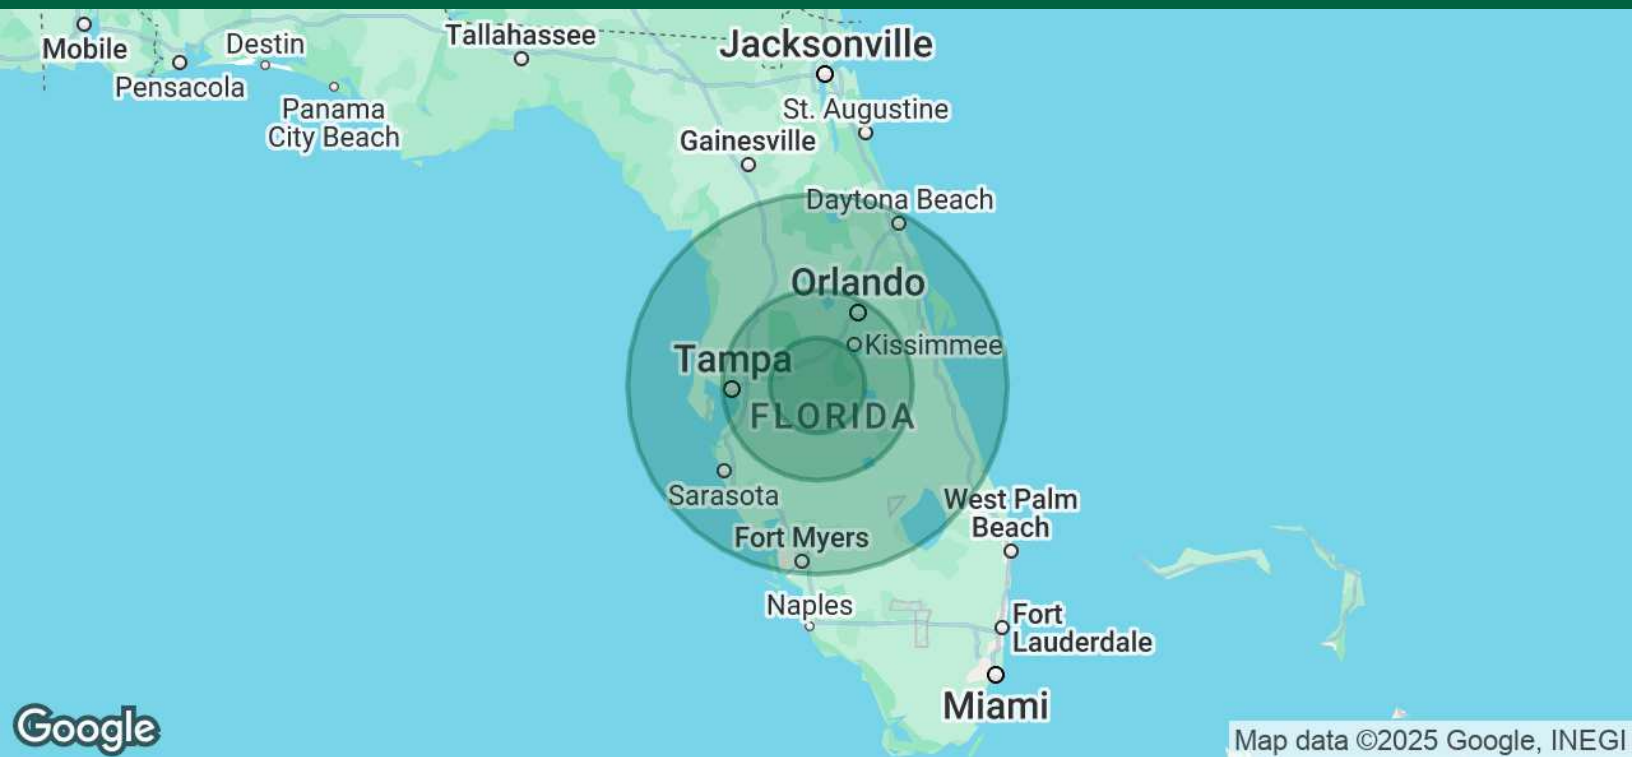 Mobile
Destin
Tallahassee
Jacksonville
Pensacola
Panama
City Beach
St. Augustine
Gainesville
Daytona Beach
Orlando
Kissimmee
Tampa
FLORIDA
Sarasota
West Palm
Beach
Fort Myers
Naples
Fort
Lauderdale
Miami
Google
Map data ©2025 Google, INEGI